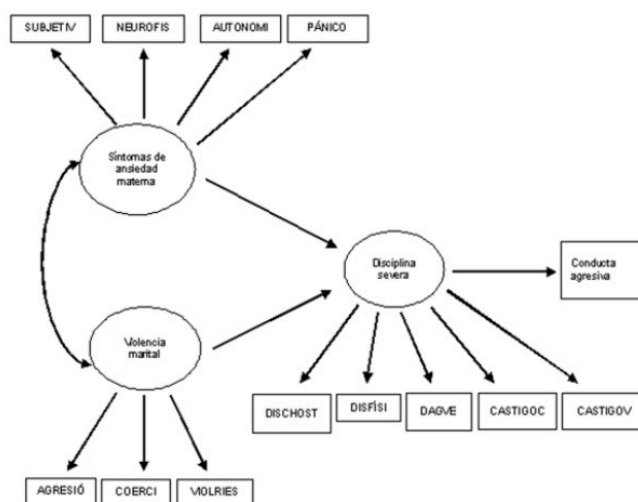 SUBJETIV
NEUROFIS
AUTONOMI
PÁNICO
Síntomas de
ansiedad
materna
Disciplina
severa
Conducta
agresiva
Violencia
marital
DISCHOST
DISFÍSI
DAGVE
CASTIGOC
CASTIGOV
AGRESIÓ
COERCI
VIOLRIES